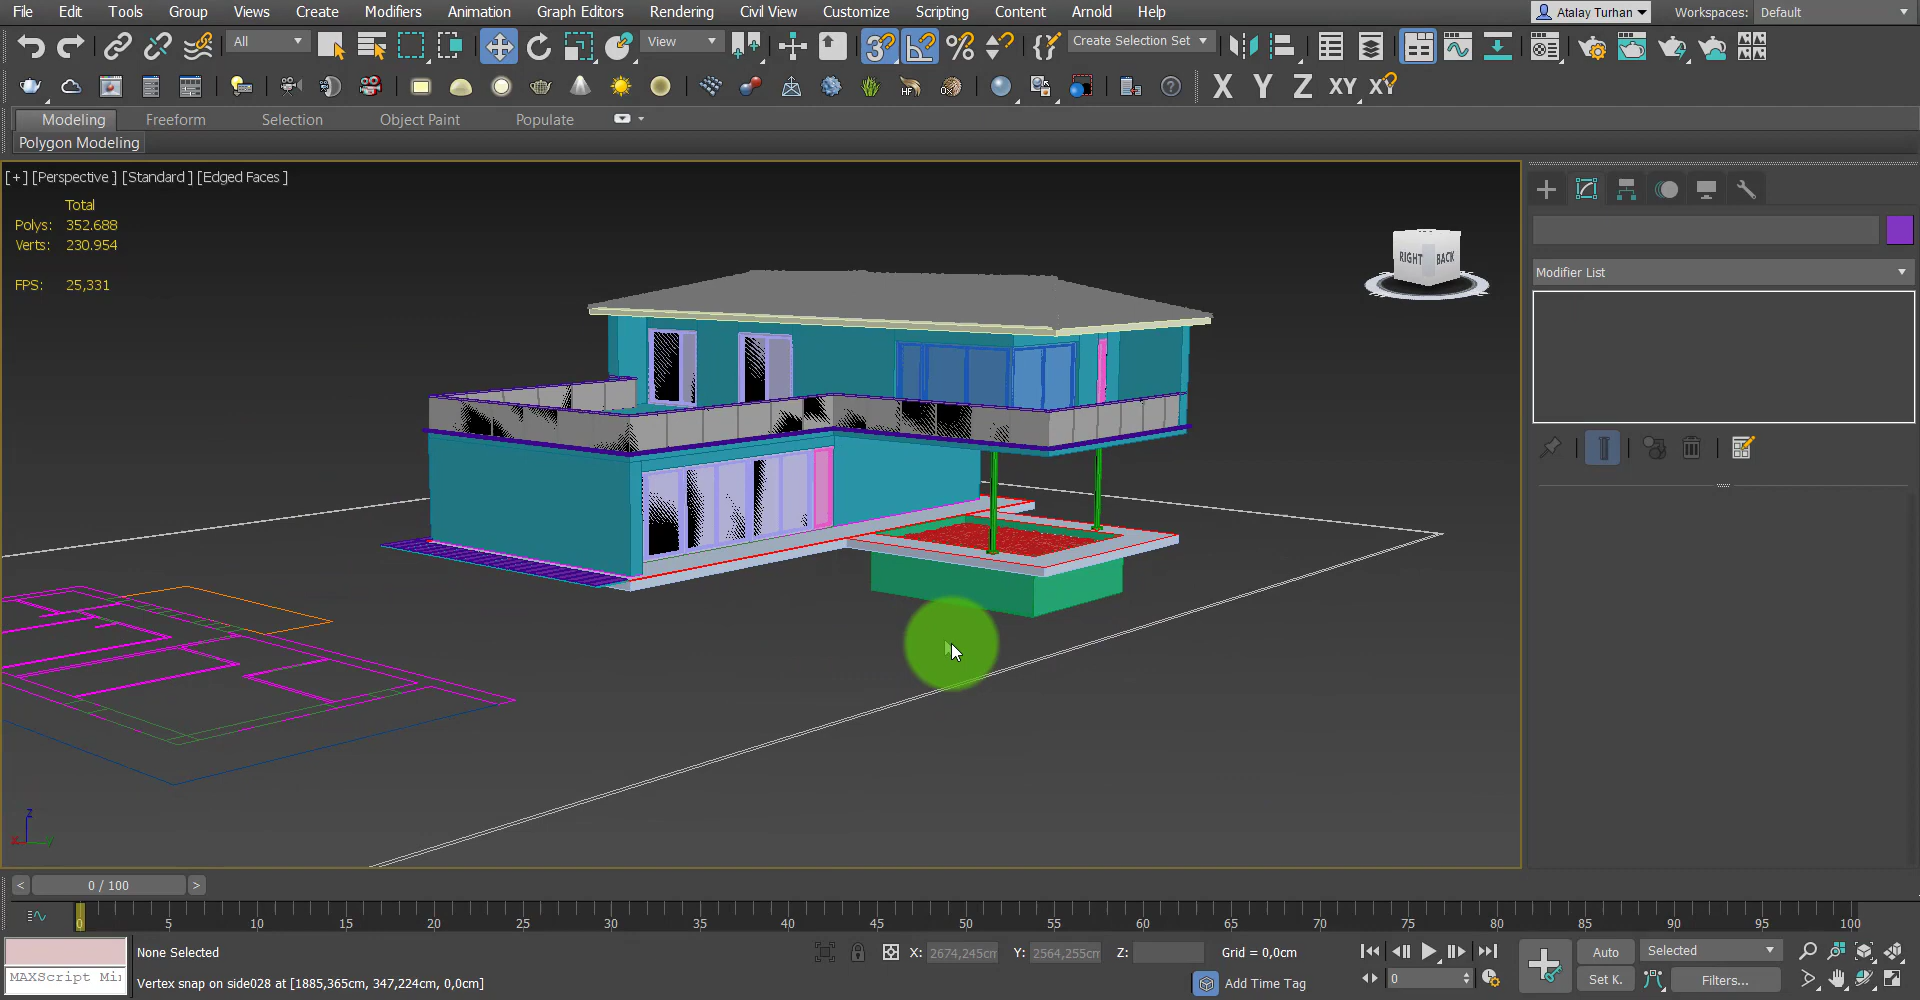 File Edit Tools Group Views Create Modifiers Animation Graph Editors Rendering Civil View Customize Scripting Content Arnold Help Atalay Turhan Workspaces: Default
All View Create Selection Set
X Y Z XY XY
Modeling Freeform Selection Object Paint Populate
Polygon Modeling
[+] [Perspective ] [Standard ] [Edged Faces ]
Total
Polys: 352.688
Verts: 230.954
FPS: 25,331
RIGHT BACK
Modifier List
z
x y
< 0 / 100 >
0 5 10 15 20 25 30 35 40 45 50 55 60 65 70 75 80 85 90 95 100
None Selected X: 2674,245cm Y: 2564,255cm Z: Grid = 0,0cm Auto Selected
MAXScript Mi Vertex snap on side028 at [1885,365cm, 347,224cm, 0,0cm] Add Time Tag 0 Set K. Filters...